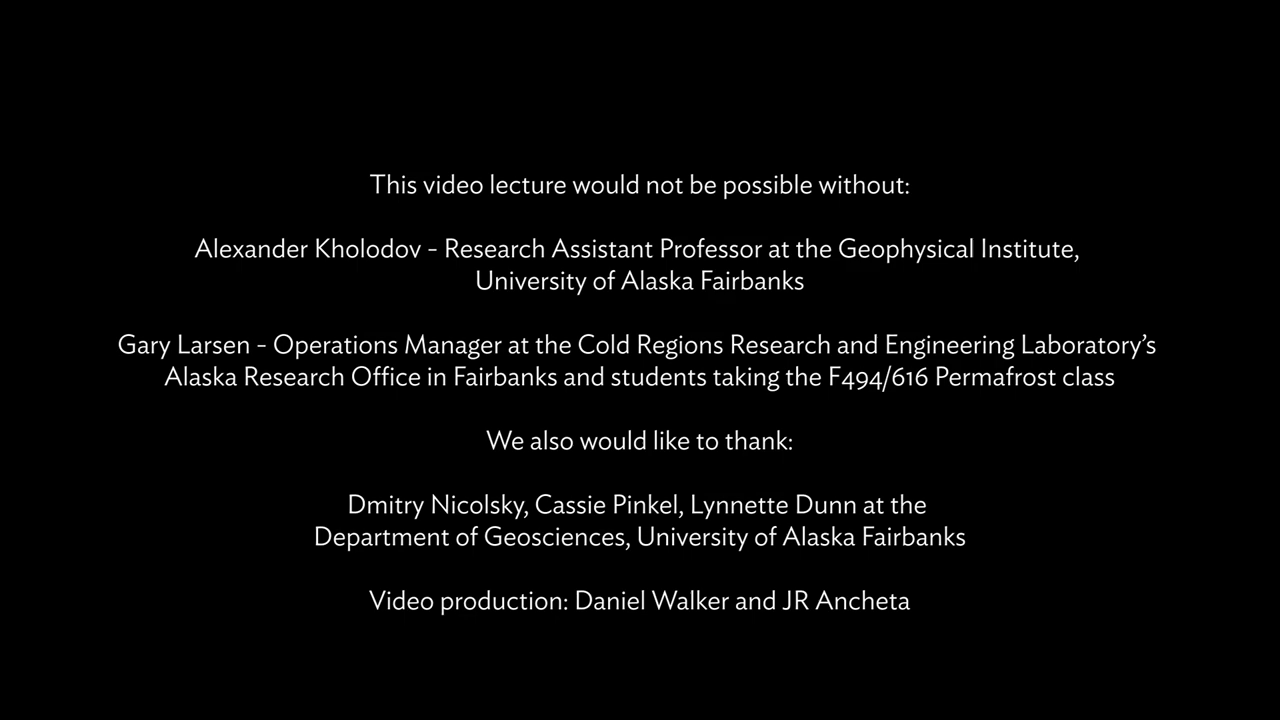 This video lecture would not be possible without:
Alexander Kholodov - Research Assistant Professor at the Geophysical Institute,
University of Alaska Fairbanks
Gary Larsen - Operations Manager at the Cold Regions Research and Engineering Laboratory’s
Alaska Research Office in Fairbanks and students taking the F494/616 Permafrost class
We also would like to thank:
Dmitry Nicolsky, Cassie Pinkel, Lynnette Dunn at the
Department of Geosciences, University of Alaska Fairbanks
Video production: Daniel Walker and JR Ancheta